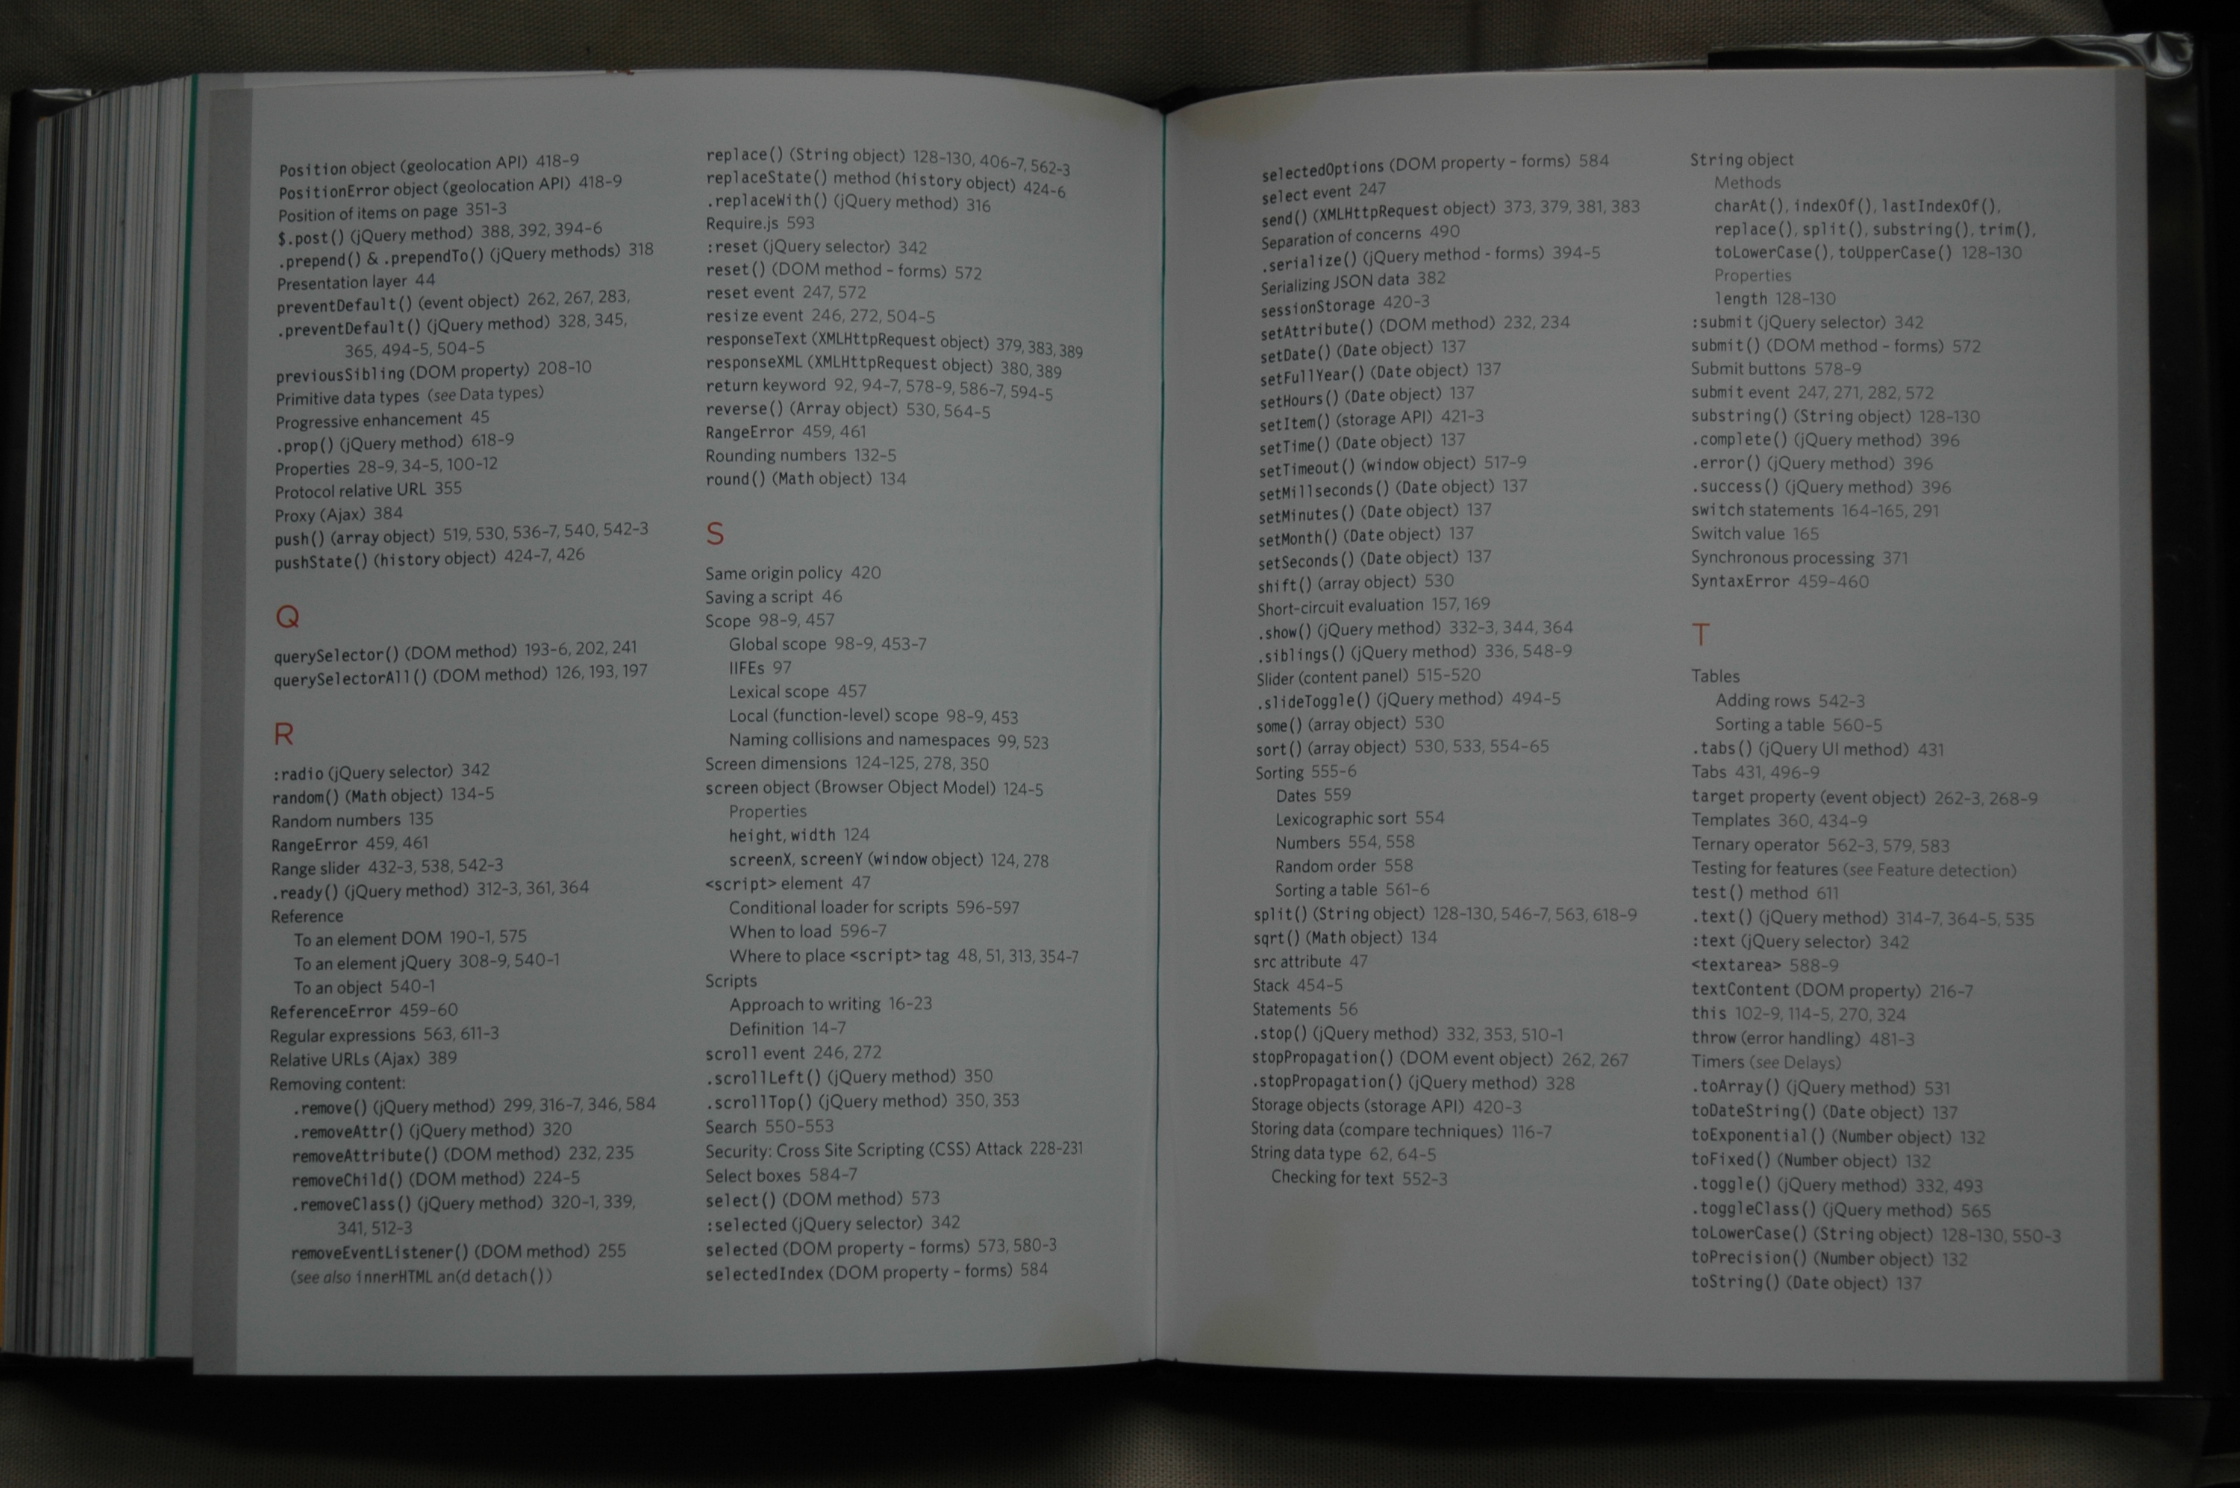 Position object (geolocation API) 418-9
PositionError object (geolocation API) 418-9
Position of items on page 351-3
$.post() (jQuery method) 388, 392, 394-6
.prepend() & .prependTo() (jQuery methods) 318
Presentation layer 44
preventDefault() (event object) 262, 267, 283,
.preventDefault() (jQuery method) 328, 345,
365, 494-5, 504-5
previousSibling (DOM property) 208-10
Primitive data types (see Data types)
Progressive enhancement 45
.prop() (jQuery method) 618-9
Properties 28-9, 34-5, 100-12
Protocol relative URL 355
Proxy (Ajax) 384
push() (array object) 519, 530, 536-7, 540, 542-3
pushState() (history object) 424-7, 426
Q
querySelector() (DOM method) 193-6, 202, 241
querySelectorAll() (DOM method) 126, 193, 197
R
:radio (jQuery selector) 342
random() (Math object) 134-5
Random numbers 135
RangeError 459, 461
Range slider 432-3, 538, 542-3
.ready() (jQuery method) 312-3, 361, 364
Reference
To an element DOM 190-1, 575
To an element jQuery 308-9, 540-1
To an object 540-1
ReferenceError 459-60
Regular expressions 563, 611-3
Relative URLs (Ajax) 389
Removing content:
.remove() (jQuery method) 299, 316-7, 346, 584
.removeAttr() (jQuery method) 320
removeAttribute() (DOM method) 232, 235
removeChild() (DOM method) 224-5
.removeClass() (jQuery method) 320-1, 339,
341, 512-3
removeEventListener() (DOM method) 255
(see also innerHTML an(d detach())
replace() (String object) 128-130, 406-7, 562-3
replaceState() method (history object) 424-6
.replaceWith() (jQuery method) 316
Require.js 593
:reset (jQuery selector) 342
reset() (DOM method - forms) 572
reset event 247, 572
resize event 246, 272, 504-5
responseText (XMLHttpRequest object) 379, 383, 389
responseXML (XMLHttpRequest object) 380, 389
return keyword 92, 94-7, 578-9, 586-7, 594-5
reverse() (Array object) 530, 564-5
RangeError 459, 461
Rounding numbers 132-5
round() (Math object) 134
S
Same origin policy 420
Saving a script 46
Scope 98-9, 457
Global scope 98-9, 453-7
IIFEs 97
Lexical scope 457
Local (function-level) scope 98-9, 453
Naming collisions and namespaces 99, 523
Screen dimensions 124-125, 278, 350
screen object (Browser Object Model) 124-5
Properties
height, width 124
screenX, screenY (window object) 124, 278
<script> element 47
Conditional loader for scripts 596-597
When to load 596-7
Where to place <script> tag 48, 51, 313, 354-7
Scripts
Approach to writing 16-23
Definition 14-7
scroll event 246, 272
.scrollLeft() (jQuery method) 350
.scrollTop() (jQuery method) 350, 353
Search 550-553
Security: Cross Site Scripting (CSS) Attack 228-231
Select boxes 584-7
select() (DOM method) 573
:selected (jQuery selector) 342
selected (DOM property - forms) 573, 580-3
selectedIndex (DOM property - forms) 584
selectedOptions (DOM property - forms) 584
select event 247
send() (XMLHttpRequest object) 373, 379, 381, 383
Separation of concerns 490
.serialize() (jQuery method - forms) 394-5
Serializing JSON data 382
sessionStorage 420-3
setAttribute() (DOM method) 232, 234
setDate() (Date object) 137
setFullYear() (Date object) 137
setHours() (Date object) 137
setItem() (storage API) 421-3
setTime() (Date object) 137
setTimeout() (window object) 517-9
setMillseconds() (Date object) 137
setMinutes() (Date object) 137
setMonth() (Date object) 137
setSeconds() (Date object) 137
shift() (array object) 530
Short-circuit evaluation 157, 169
.show() (jQuery method) 332-3, 344, 364
.siblings() (jQuery method) 336, 548-9
Slider (content panel) 515-520
.slideToggle() (jQuery method) 494-5
some() (array object) 530
sort() (array object) 530, 533, 554-65
Sorting 555-6
Dates 559
Lexicographic sort 554
Numbers 554, 558
Random order 558
Sorting a table 561-6
split() (String object) 128-130, 546-7, 563, 618-9
sqrt() (Math object) 134
src attribute 47
Stack 454-5
Statements 56
.stop() (jQuery method) 332, 353, 510-1
stopPropagation() (DOM event object) 262, 267
.stopPropagation() (jQuery method) 328
Storage objects (storage API) 420-3
Storing data (compare techniques) 116-7
String data type 62, 64-5
Checking for text 552-3
String object
Methods
charAt(), indexOf(), lastIndexOf(),
replace(), split(), substring(), trim(),
toLowerCase(), toUpperCase() 128-130
Properties
length 128-130
:submit (jQuery selector) 342
submit() (DOM method - forms) 572
Submit buttons 578-9
submit event 247, 271, 282, 572
substring() (String object) 128-130
.complete() (jQuery method) 396
.error() (jQuery method) 396
.success() (jQuery method) 396
switch statements 164-165, 291
Switch value 165
Synchronous processing 371
SyntaxError 459-460
T
Tables
Adding rows 542-3
Sorting a table 560-5
.tabs() (jQuery UI method) 431
Tabs 431, 496-9
target property (event object) 262-3, 268-9
Templates 360, 434-9
Ternary operator 562-3, 579, 583
Testing for features (see Feature detection)
test() method 611
.text() (jQuery method) 314-7, 364-5, 535
:text (jQuery selector) 342
<textarea> 588-9
textContent (DOM property) 216-7
this 102-9, 114-5, 270, 324
throw (error handling) 481-3
Timers (see Delays)
.toArray() (jQuery method) 531
toDateString() (Date object) 137
toExponential() (Number object) 132
toFixed() (Number object) 132
.toggle() (jQuery method) 332, 493
.toggleClass() (jQuery method) 565
toLowerCase() (String object) 128-130, 550-3
toPrecision() (Number object) 132
toString() (Date object) 137